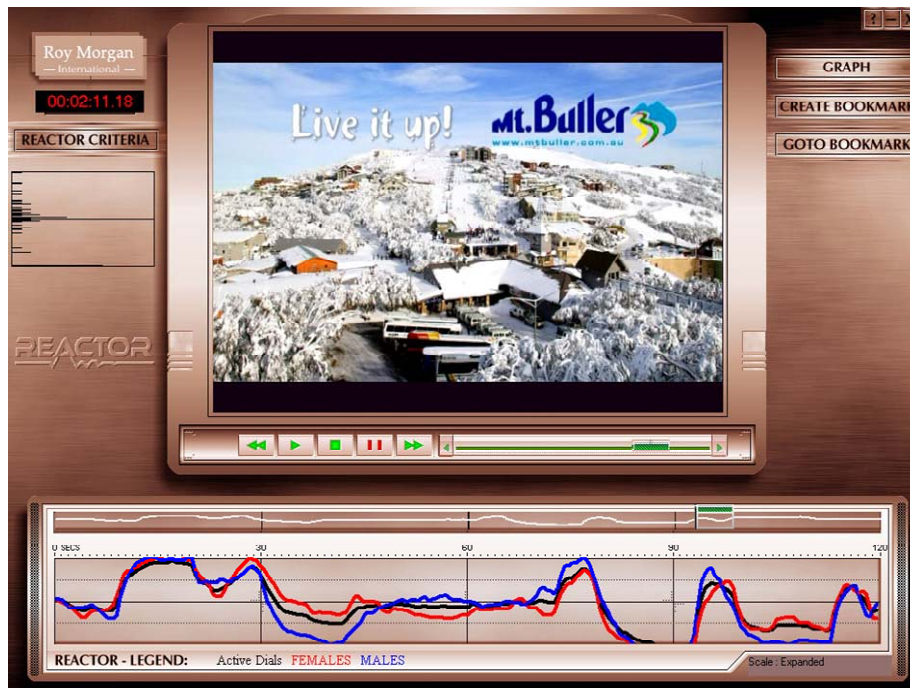 ? —
Roy Morgan
International
00:02:11.18
REACTOR CRITERIA
GRAPH
CREATE BOOKMARK
GOTO BOOKMARK
Live it up!
Mt.Buller
www.mtbuller.com.au
REACTOR
0 SECS 30 60 90 120
REACTOR - LEGEND: Active Dials FEMALES MALES
Scale : Expanded